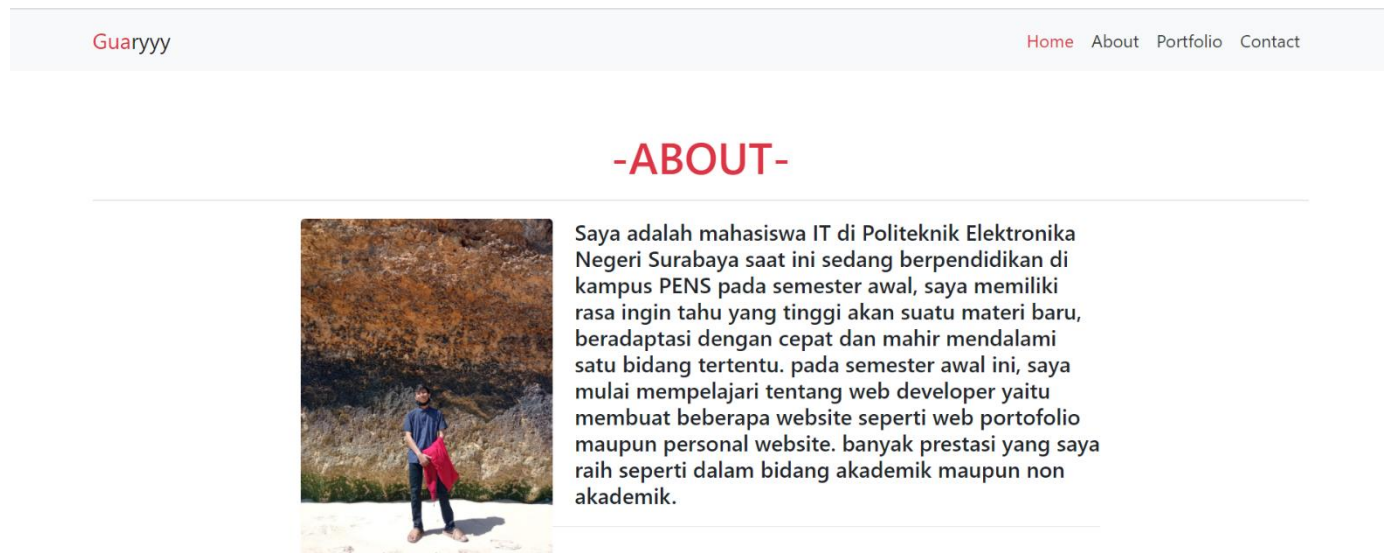 Guaryyy
Home About Portfolio Contact
-ABOUT-
Saya adalah mahasiswa IT di Politeknik Elektronika
Negeri Surabaya saat ini sedang berpendidikan di
kampus PENS pada semester awal, saya memiliki
rasa ingin tahu yang tinggi akan suatu materi baru,
beradaptasi dengan cepat dan mahir mendalami
satu bidang tertentu. pada semester awal ini, saya
mulai mempelajari tentang web developer yaitu
membuat beberapa website seperti web portofolio
maupun personal website. banyak prestasi yang saya
raih seperti dalam bidang akademik maupun non
akademik.